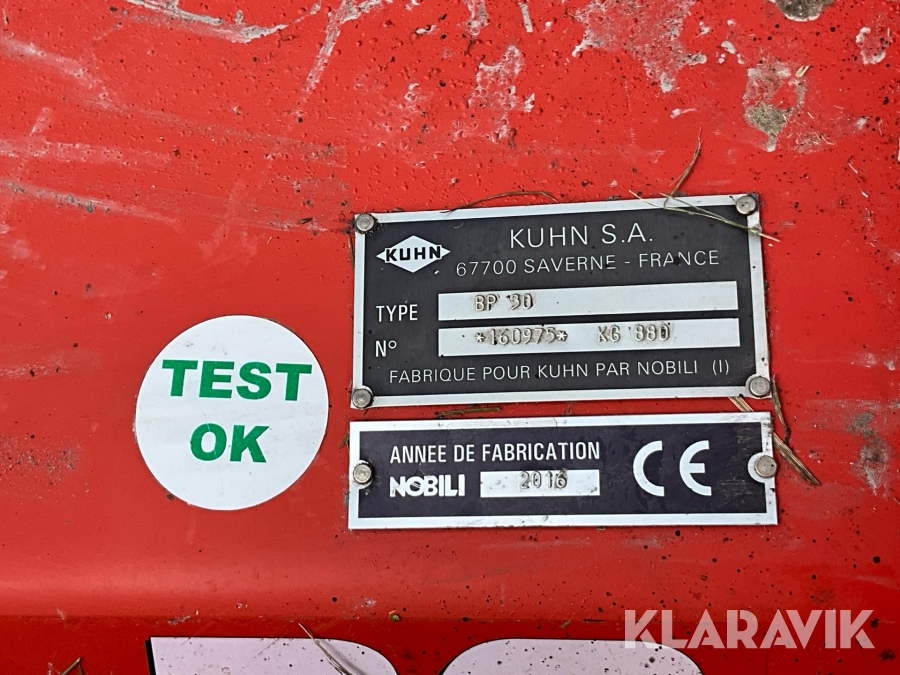 KUHN
KUHN S.A.
67700 SAVERNE - FRANCE
TYPE BP 30
N° *160975* KG 880
FABRIQUE POUR KUHN PAR NOBILI (I)
TEST
OK
ANNEE DE FABRICATION
NOBILI 2016
CE
KLARAVIK